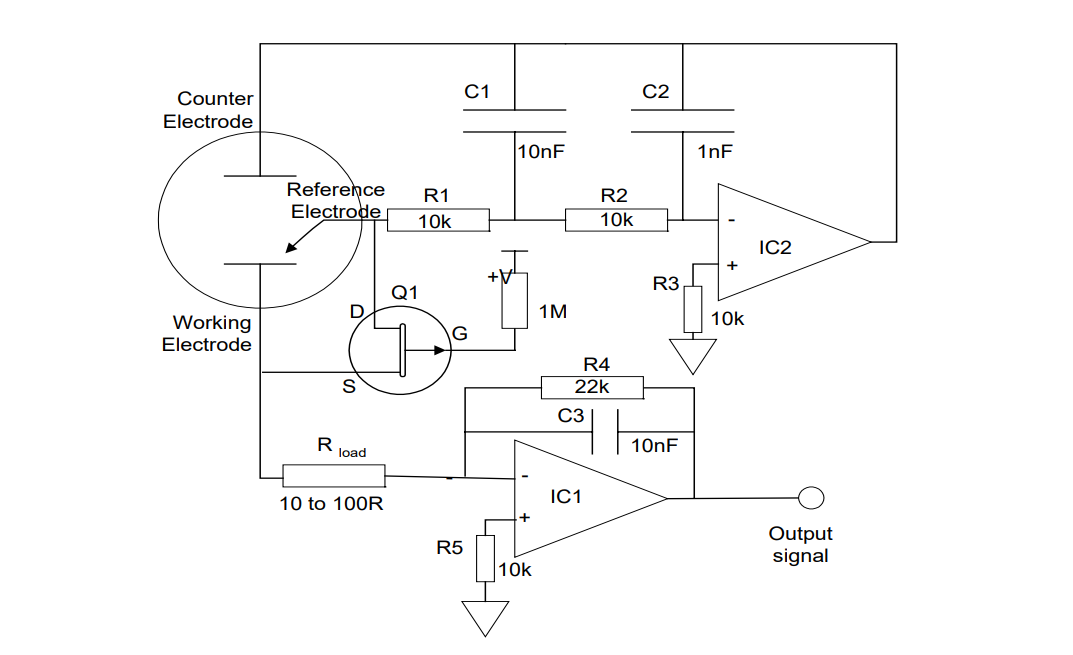 Counter
Electrode
C1
C2
10nF
1nF
Reference
Electrode
R1
R2
10k
10k
-
IC2
+
+V
R3
10k
Q1
1M
D
G
S
Working
Electrode
R4
22k
C3
10nF
R load
10 to 100R
-
-
IC1
+
R5
10k
Output
signal